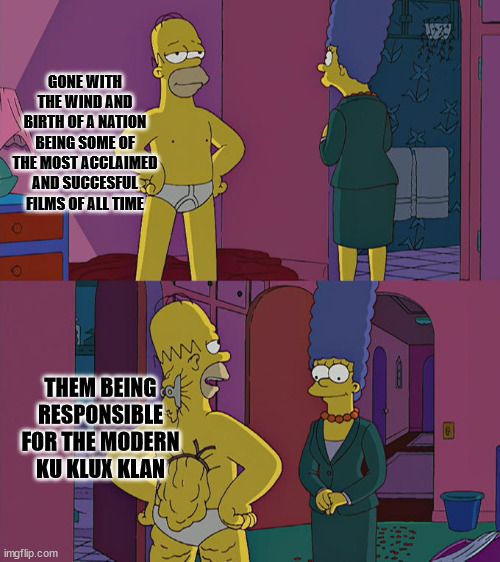 GONE WITH
THE WIND AND
BIRTH OF A NATION
BEING SOME OF
THE MOST ACCLAIMED
AND SUCCESFUL
FILMS OF ALL TIME
THEM BEING
RESPONSIBLE
FOR THE MODERN
KU KLUX KLAN
imgflip.com